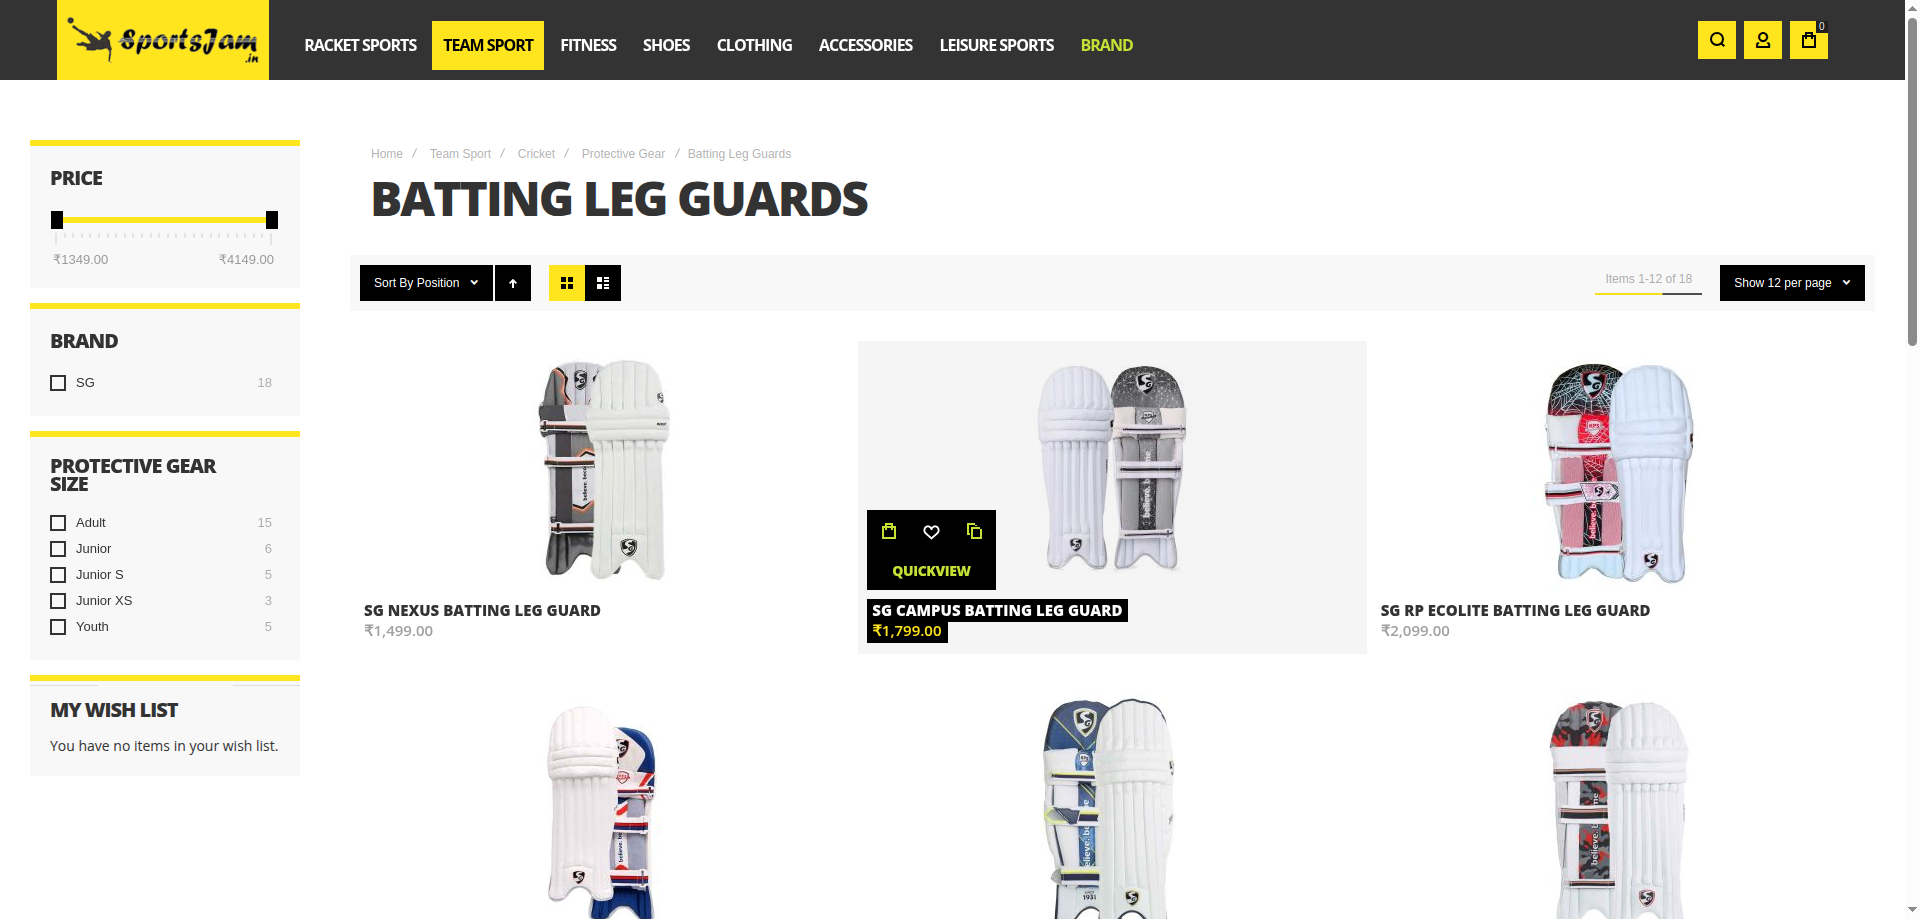 SportsJam
.in
RACKET SPORTS
TEAM SPORT
FITNESS
SHOES
CLOTHING
ACCESSORIES
LEISURE SPORTS
BRAND
0
Home / Team Sport / Cricket / Protective Gear / Batting Leg Guards
BATTING LEG GUARDS
PRICE
₹1349.00 ₹4149.00
BRAND
SG 18
PROTECTIVE GEAR
SIZE
Adult 15
Junior 6
Junior S 5
Junior XS 3
Youth 5
MY WISH LIST
You have no items in your wish list.
Sort By Position
Items 1-12 of 18
Show 12 per page
SG NEXUS BATTING LEG GUARD
₹1,499.00
QUICKVIEW
SG CAMPUS BATTING LEG GUARD
₹1,799.00
SG RP ECOLITE BATTING LEG GUARD
₹2,099.00